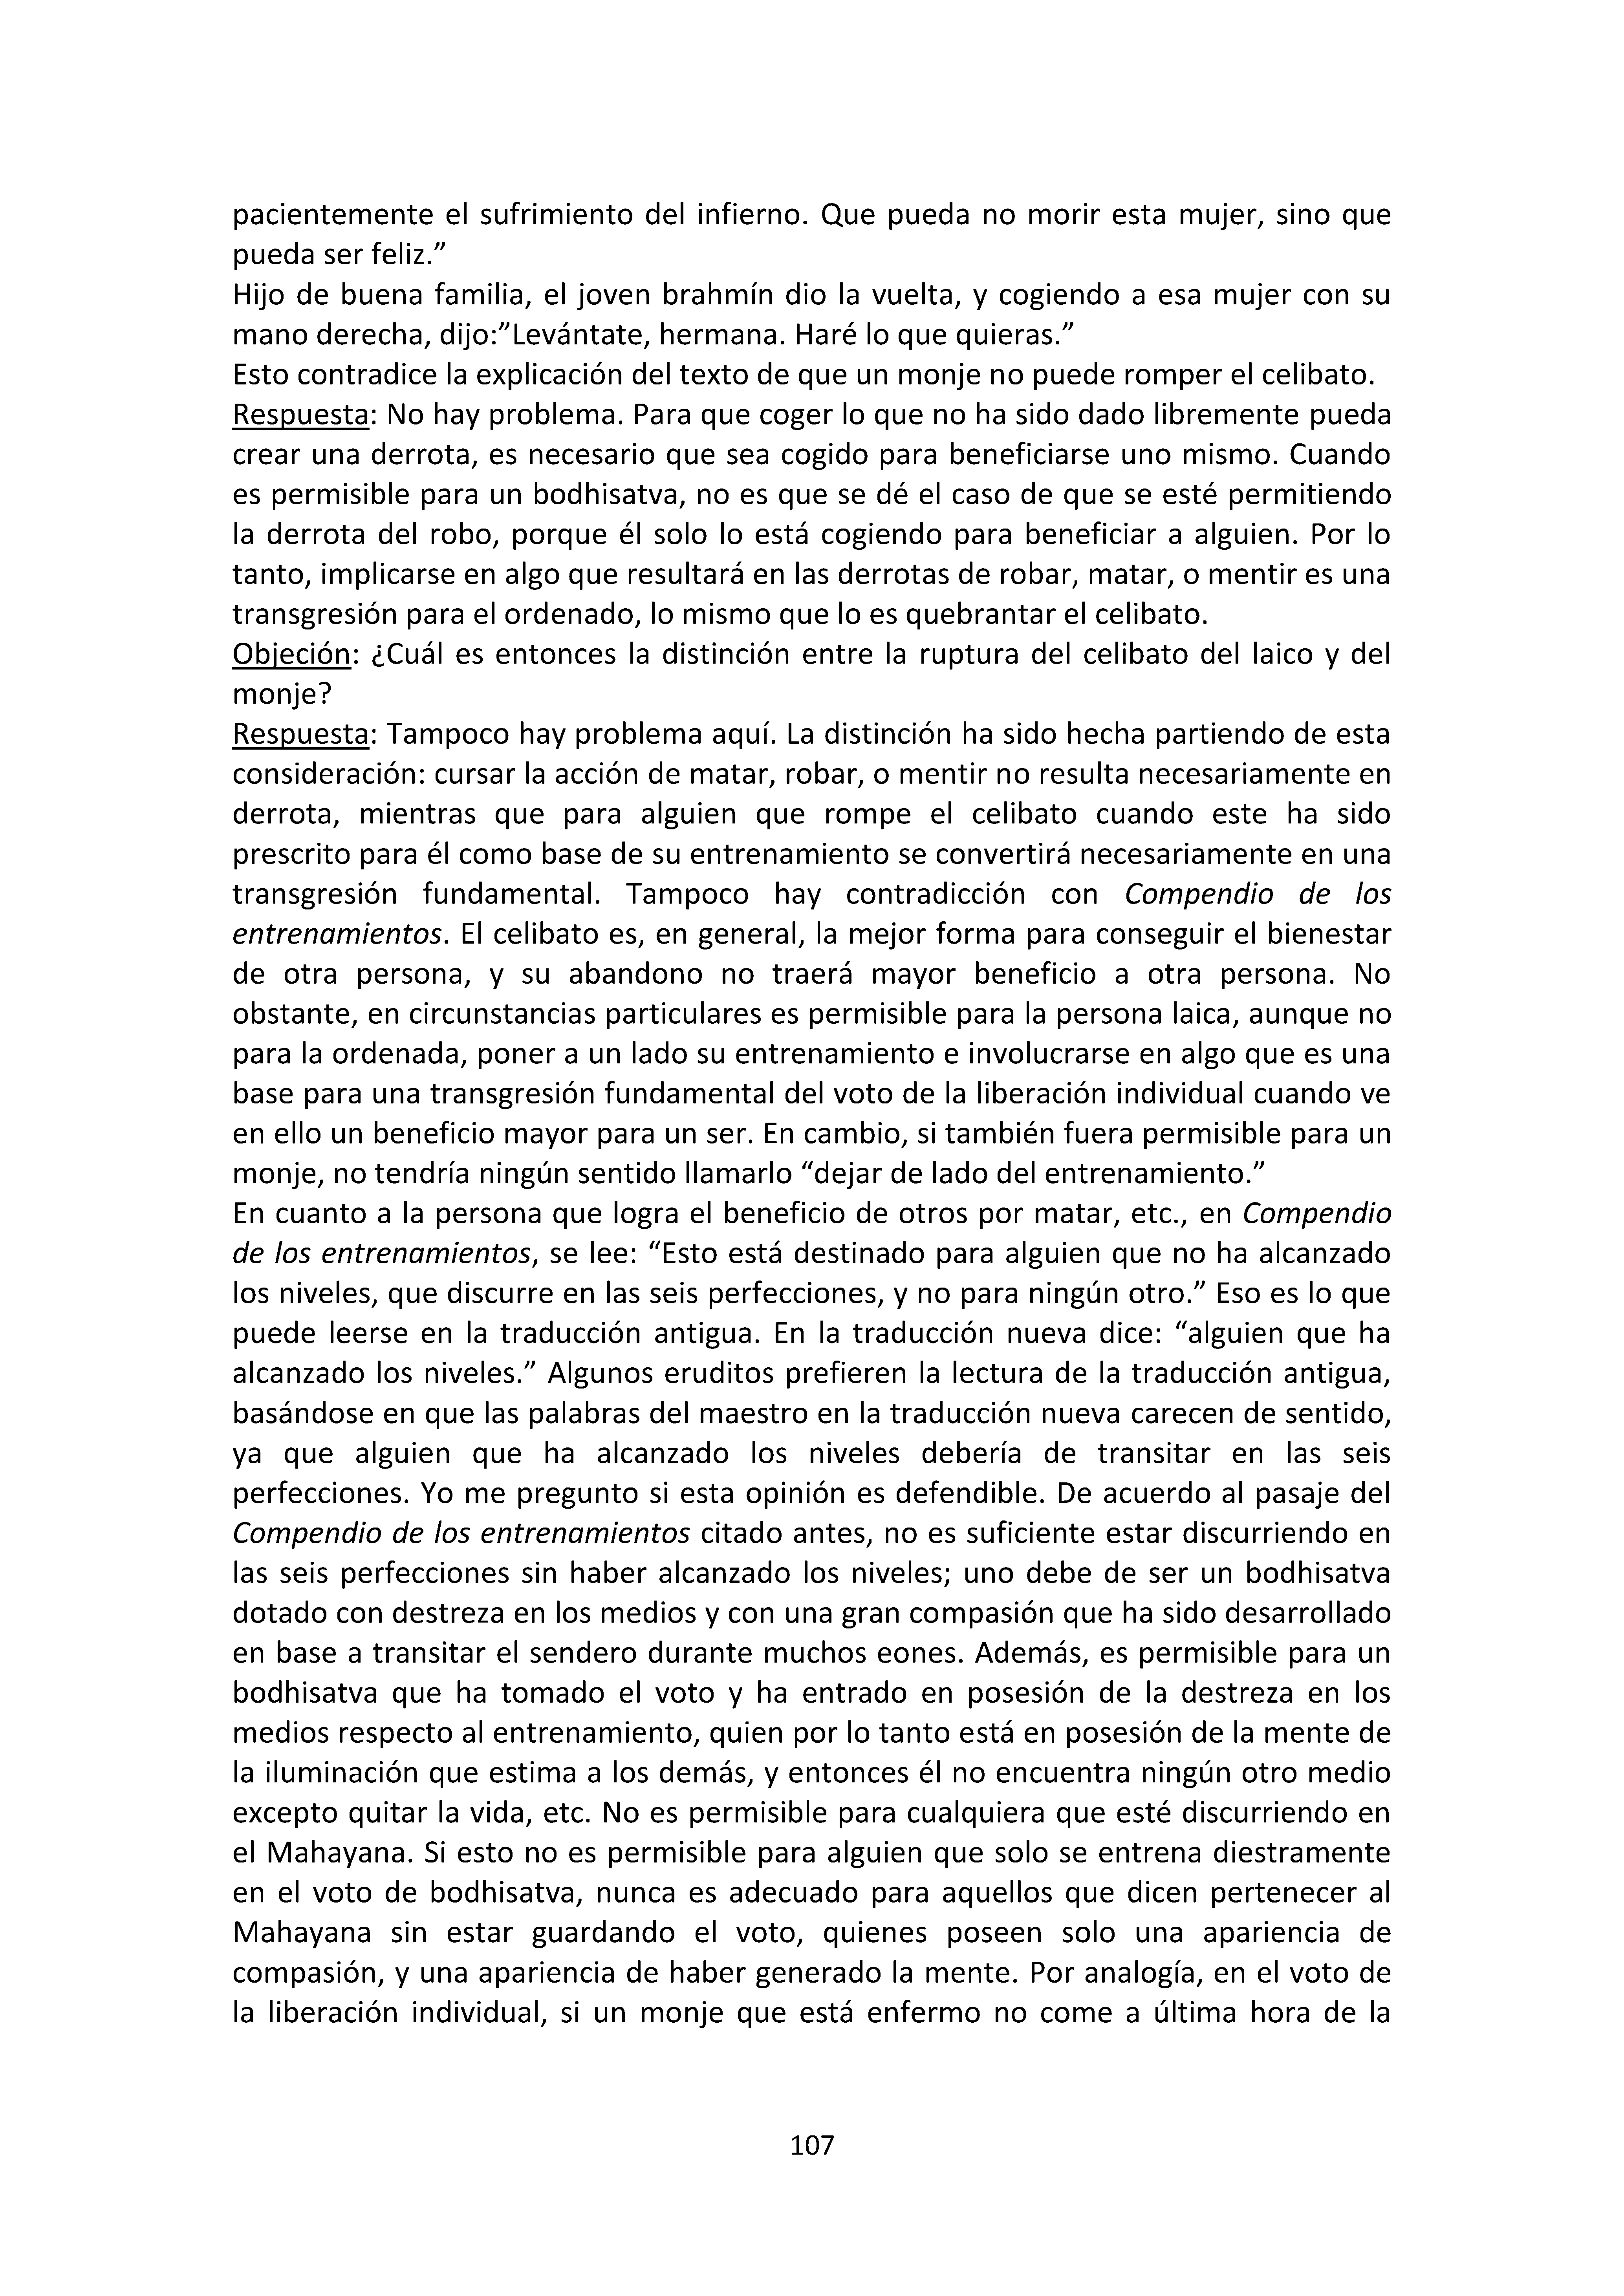 pacientemente el sufrimiento del infierno. Que pueda no morir esta mujer, sino que
pueda ser feliz.”
Hijo de buena familia, el joven brahmín dio la vuelta, y cogiendo a esa mujer con su
mano derecha, dijo:”Levántate, hermana. Haré lo que quieras.”
Esto contradice la explicación del texto de que un monje no puede romper el celibato.
Respuesta: No hay problema. Para que coger lo que no ha sido dado libremente pueda
crear una derrota, es necesario que sea cogido para beneficiarse uno mismo. Cuando
es permisible para un bodhisatva, no es que se dé el caso de que se esté permitiendo
la derrota del robo, porque él solo lo está cogiendo para beneficiar a alguien. Por lo
tanto, implicarse en algo que resultará en las derrotas de robar, matar, o mentir es una
transgresión para el ordenado, lo mismo que lo es quebrantar el celibato.
Objeción: ¿Cuál es entonces la distinción entre la ruptura del celibato del laico y del
monje?
Respuesta: Tampoco hay problema aquí. La distinción ha sido hecha partiendo de esta
consideración: cursar la acción de matar, robar, o mentir no resulta necesariamente en
derrota, mientras que para alguien que rompe el celibato cuando este ha sido
prescrito para él como base de su entrenamiento se convertirá necesariamente en una
transgresión fundamental. Tampoco hay contradicción con Compendio de los
entrenamientos. El celibato es, en general, la mejor forma para conseguir el bienestar
de otra persona, y su abandono no traerá mayor beneficio a otra persona. No
obstante, en circunstancias particulares es permisible para la persona laica, aunque no
para la ordenada, poner a un lado su entrenamiento e involucrarse en algo que es una
base para una transgresión fundamental del voto de la liberación individual cuando ve
en ello un beneficio mayor para un ser. En cambio, si también fuera permisible para un
monje, no tendría ningún sentido llamarlo “dejar de lado del entrenamiento.”
En cuanto a la persona que logra el beneficio de otros por matar, etc., en Compendio
de los entrenamientos, se lee: “Esto está destinado para alguien que no ha alcanzado
los niveles, que discurre en las seis perfecciones, y no para ningún otro.” Eso es lo que
puede leerse en la traducción antigua. En la traducción nueva dice: “alguien que ha
alcanzado los niveles.” Algunos eruditos prefieren la lectura de la traducción antigua,
basándose en que las palabras del maestro en la traducción nueva carecen de sentido,
ya que alguien que ha alcanzado los niveles debería de transitar en las seis
perfecciones. Yo me pregunto si esta opinión es defendible. De acuerdo al pasaje del
Compendio de los entrenamientos citado antes, no es suficiente estar discurriendo en
las seis perfecciones sin haber alcanzado los niveles; uno debe de ser un bodhisatva
dotado con destreza en los medios y con una gran compasión que ha sido desarrollado
en base a transitar el sendero durante muchos eones. Además, es permisible para un
bodhisatva que ha tomado el voto y ha entrado en posesión de la destreza en los
medios respecto al entrenamiento, quien por lo tanto está en posesión de la mente de
la iluminación que estima a los demás, y entonces él no encuentra ningún otro medio
excepto quitar la vida, etc. No es permisible para cualquiera que esté discurriendo en
el Mahayana. Si esto no es permisible para alguien que solo se entrena diestramente
en el voto de bodhisatva, nunca es adecuado para aquellos que dicen pertenecer al
Mahayana sin estar guardando el voto, quienes poseen solo una apariencia de
compasión, y una apariencia de haber generado la mente. Por analogía, en el voto de
la liberación individual, si un monje que está enfermo no come a última hora de la
107